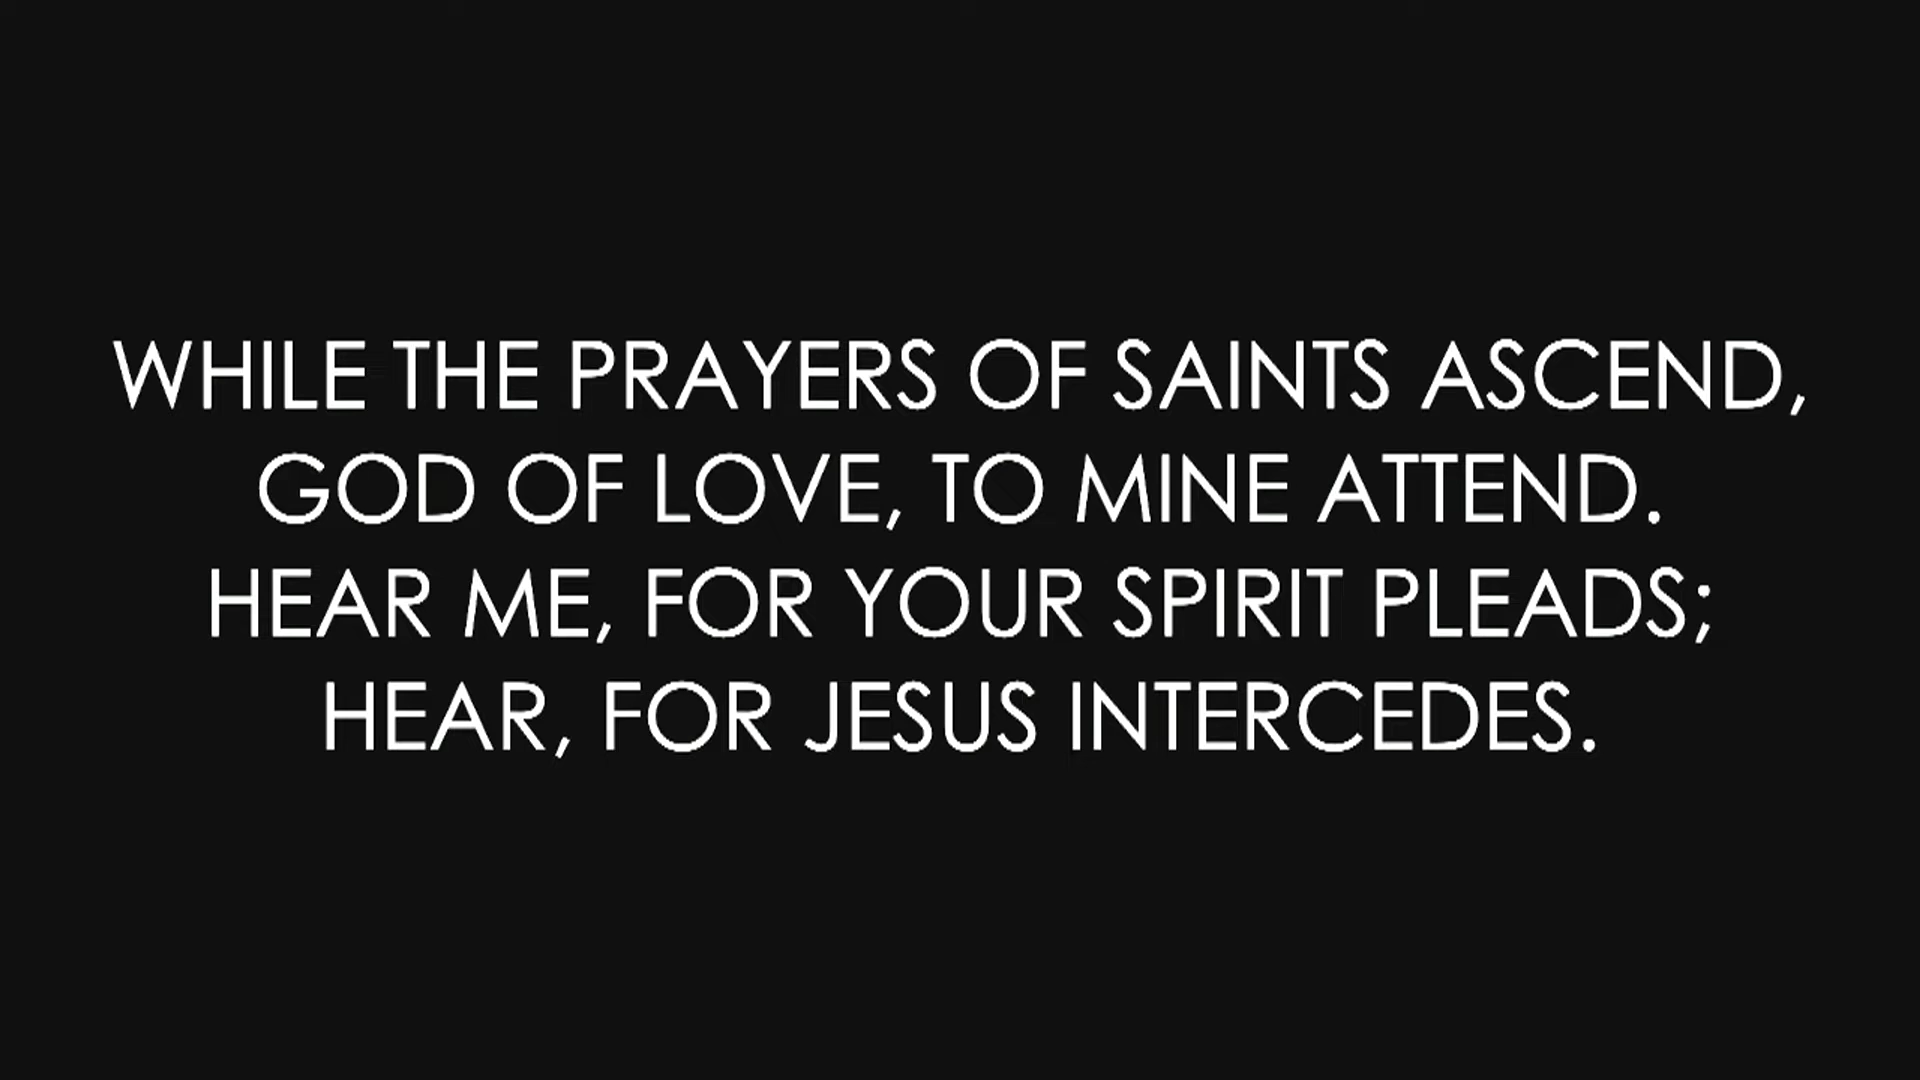 WHILE THE PRAYERS OF SAINTS ASCEND,
GOD OF LOVE, TO MINE ATTEND.
HEAR ME, FOR YOUR SPIRIT PLEADS;
HEAR, FOR JESUS INTERCEDES.